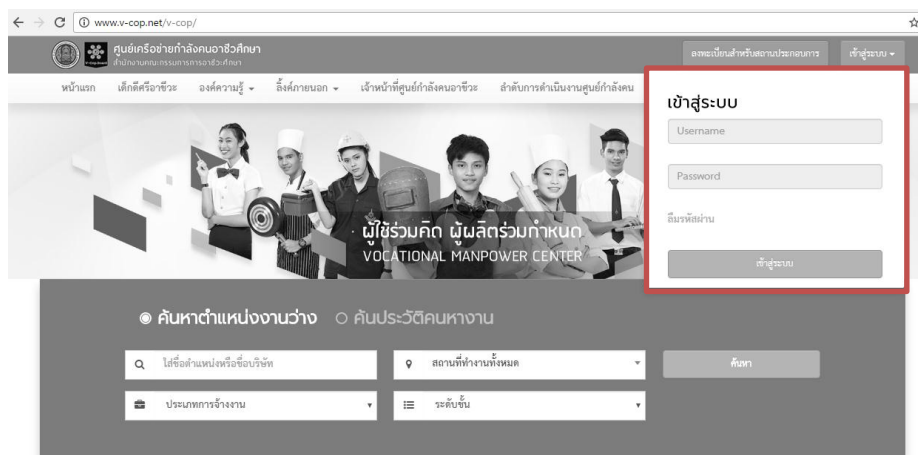 www.v-cop.net/v-cop/
ศูนย์เครือข่ายกำลังคนอาชีวศึกษา
สำนักงานคณะกรรมการการอาชีวะศึกษา
ลงทะเบียนสำหรับสถานประกอบการ
เข้าสู่ระบบ
หน้าแรก เด็กดีศรีอาชีวะ องค์ความรู้ ลิ้งค์ภายนอก เจ้าหน้าที่ศูนย์กำลังคนอาชีวะ ลำดับการดำเนินงานศูนย์กำลังคน
เข้าสู่ระบบ
Username
Password
ลืมรหัสผ่าน
เข้าสู่ระบบ
ผู้ใช้ร่วมคิด ผู้ผลิตร่วมกำหนด
VOCATIONAL MANPOWER CENTER
ค้นหาตำแหน่งงานว่าง ค้นประวัติคนหางาน
ใส่ชื่อตำแหน่งหรือชื่อบริษัท สถานที่ทำงานทั้งหมด ค้นหา
ประเภทการจ้างงาน ระดับชั้น